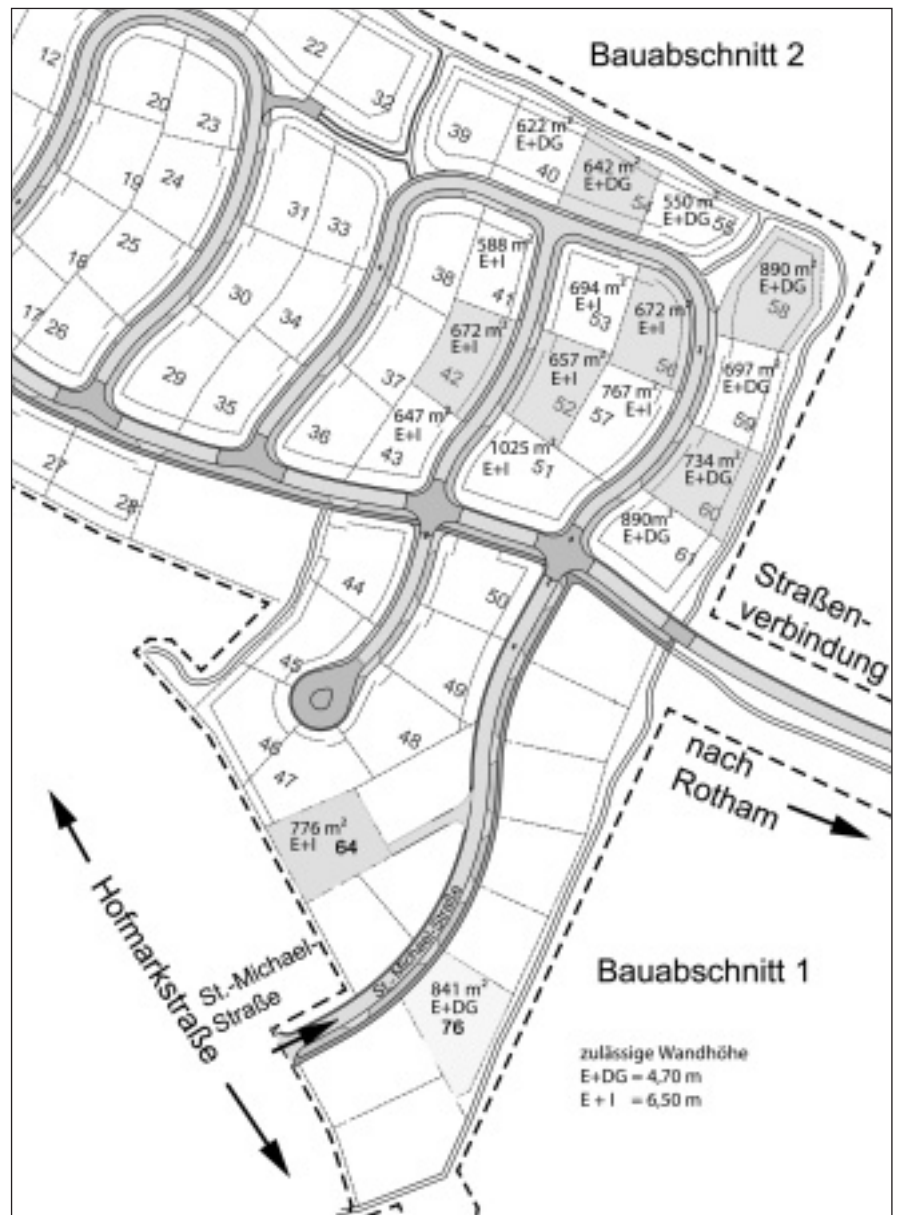 Bauabschnitt 2
12
22
32
20
23
39
622 m²
E+DG
40
642 m²
E+DG
54
550 m²
E+DG
55
19
24
31
33
18
25
38
588 m²
E+I
41
694 m²
E+I
53
672 m²
E+I
56
890 m²
E+DG
58
30
34
17
26
672 m²
E+I
42
657 m²
E+I
52
767 m²
E+I
57
697 m²
E+DG
59
29
35
37
36
647 m²
E+I
43
1025 m²
E+I
51
734 m²
E+DG
60
27
28
890m²
E+DG
61
44
50
Straßen-
verbindung
45
49
46
48
47
nach
Rotham
776 m²
E+I 64
Hofmarkstraße
St.-Michael-
Straße
St. Michael-Straße
841 m²
E+DG
76
Bauabschnitt 1
zulässige Wandhöhe
E+DG = 4,70 m
E + I = 6,50 m